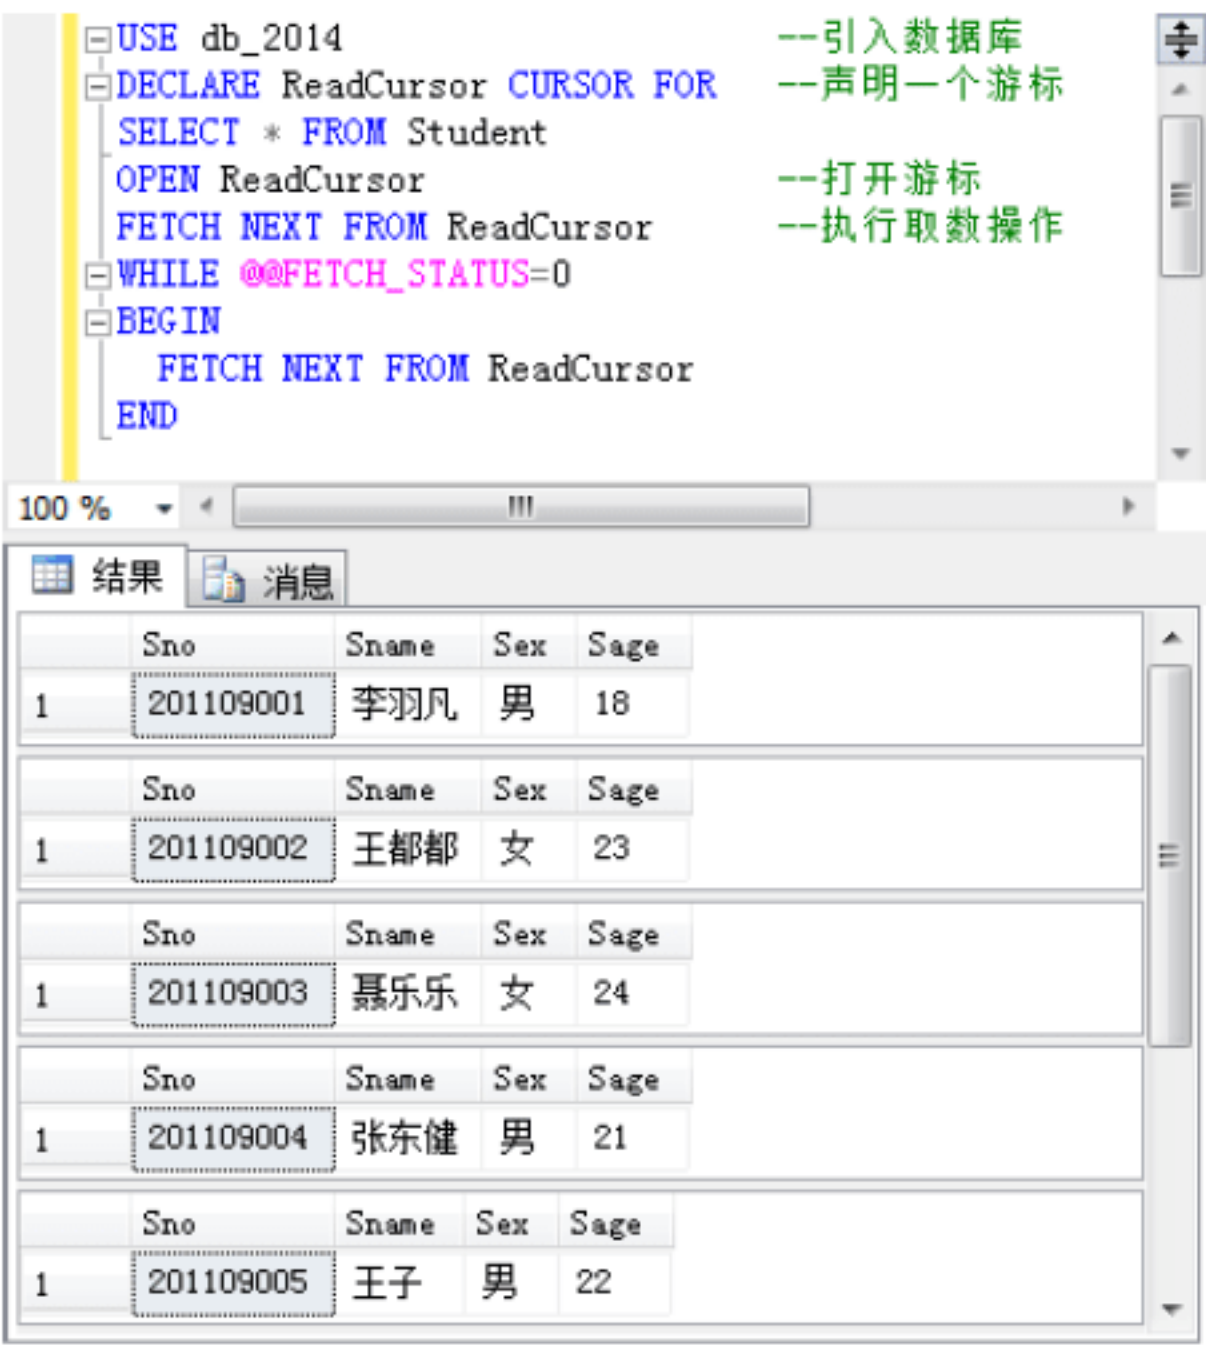 USE db_2014 --引入数据库
DECLARE ReadCursor CURSOR FOR --声明一个游标
SELECT * FROM Student
OPEN ReadCursor --打开游标
FETCH NEXT FROM ReadCursor --执行取数操作
WHILE @@FETCH_STATUS=0
BEGIN
FETCH NEXT FROM ReadCursor
END
100 %
结果 消息
Sno Sname Sex Sage
1 201109001 李羽凡 男 18
Sno Sname Sex Sage
1 201109002 王都都 女 23
Sno Sname Sex Sage
1 201109003 聂乐乐 女 24
Sno Sname Sex Sage
1 201109004 张东健 男 21
Sno Sname Sex Sage
1 201109005 王子 男 22